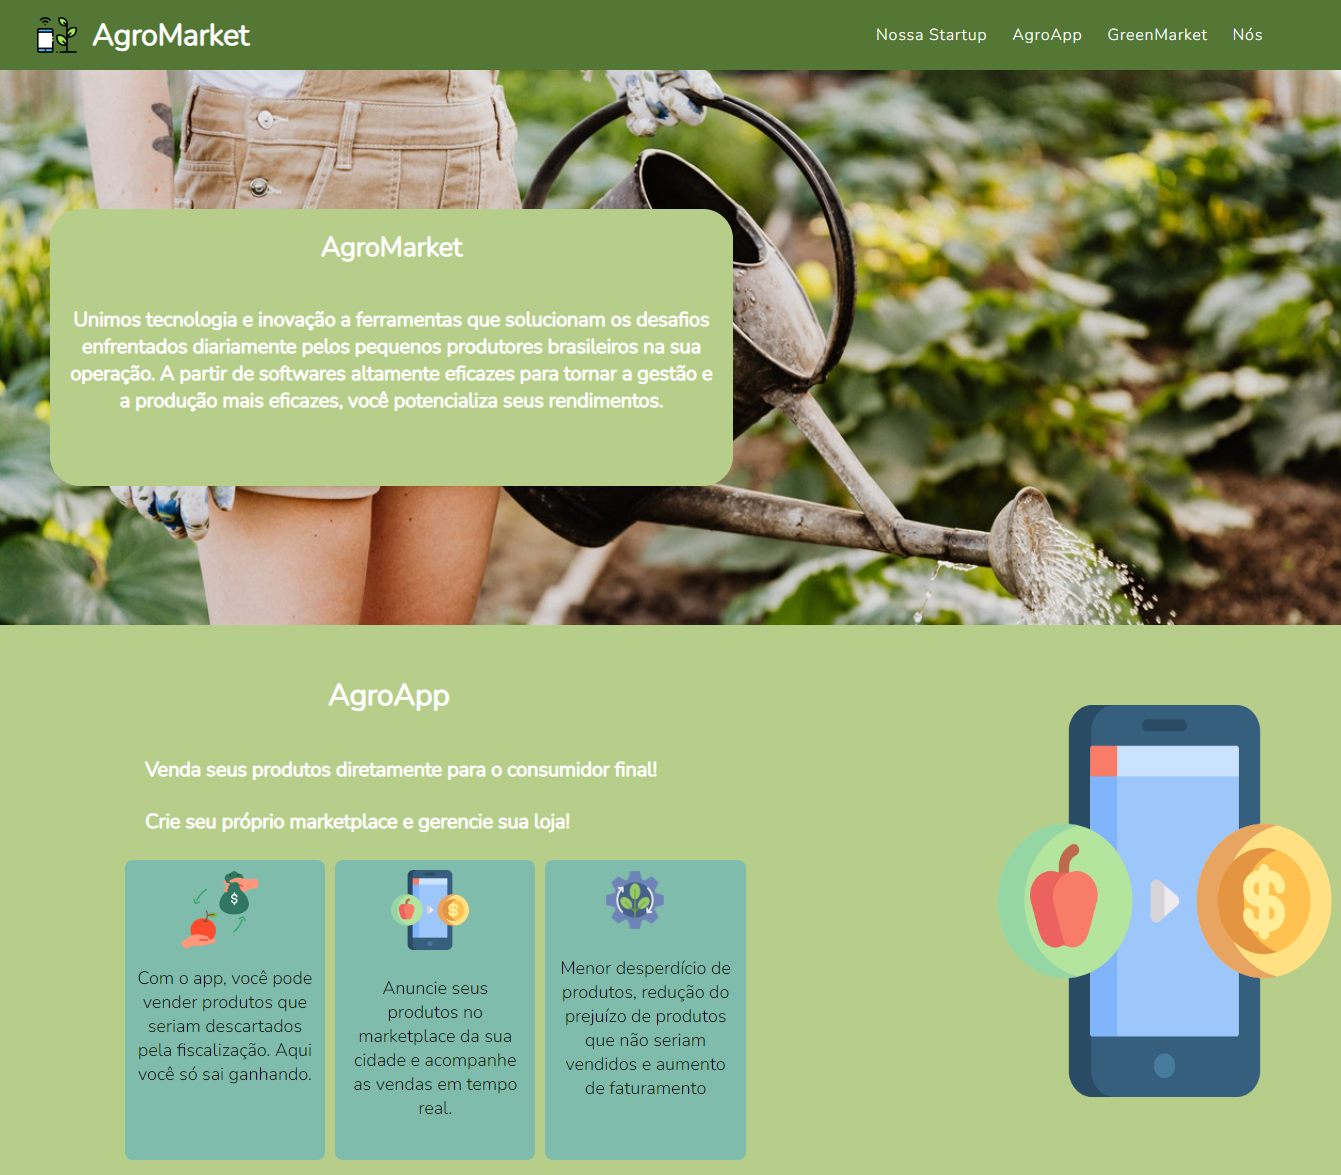 AgroMarket
Nossa Startup
AgroApp
GreenMarket
Nós
AgroMarket
Unimos tecnologia e inovação a ferramentas que solucionam os desafios
enfrentados diariamente pelos pequenos produtores brasileiros na sua
operação. A partir de softwares altamente eficazes para tornar a gestão e
a produção mais eficazes, você potencializa seus rendimentos.
AgroApp
Venda seus produtos diretamente para o consumidor final!
Crie seu próprio marketplace e gerencie sua loja!
$
Com o app, você pode
vender produtos que
seriam descartados
pela fiscalização. Aqui
você só sai ganhando.
$
Anuncie seus
produtos no
marketplace da sua
cidade e acompanhe
as vendas em tempo
real.
Menor desperdício de
produtos, redução do
prejuízo de produtos
que não seriam
vendidos e aumento
de faturamento
$